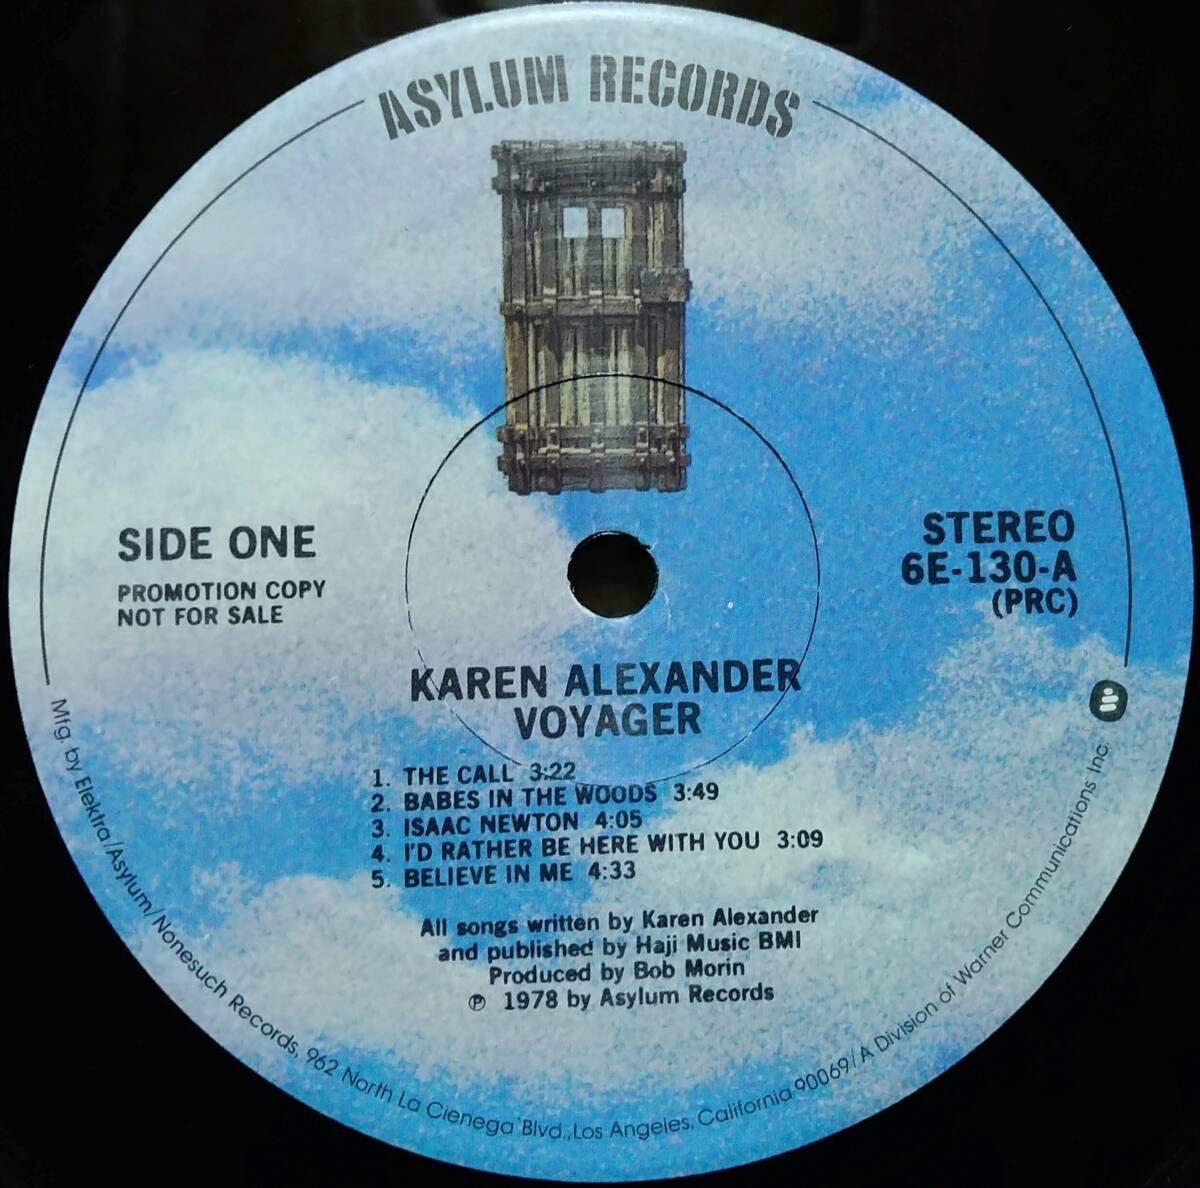 ASYLUM RECORDS
SIDE ONE
PROMOTION COPY
NOT FOR SALE
STEREO
6E-130-A
(PRC)
KAREN ALEXANDER
VOYAGER
1. THE CALL 3:22
2. BABES IN THE WOODS 3:49
3. ISAAC NEWTON 4:05
4. I'D RATHER BE HERE WITH YOU 3:09
5. BELIEVE IN ME 4:33
All songs written by Karen Alexander
and published by Haji Music BMI
Produced by Bob Morin
℗ 1978 by Asylum Records
Mfg. by Elektra/Asylum/Nonesuch Records, 962 North La Cienega Blvd., Los Angeles, California 90069/A Division of Warner Communications Inc.